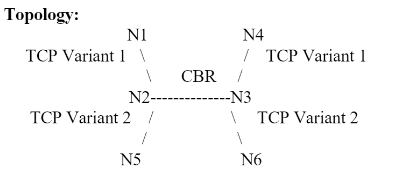 Topology:
N1 N4
TCP Variant 1 \ / TCP Variant 1
\ CBR /
N2--------------N3
TCP Variant 2 / \ TCP Variant 2
/ \
N5 N6